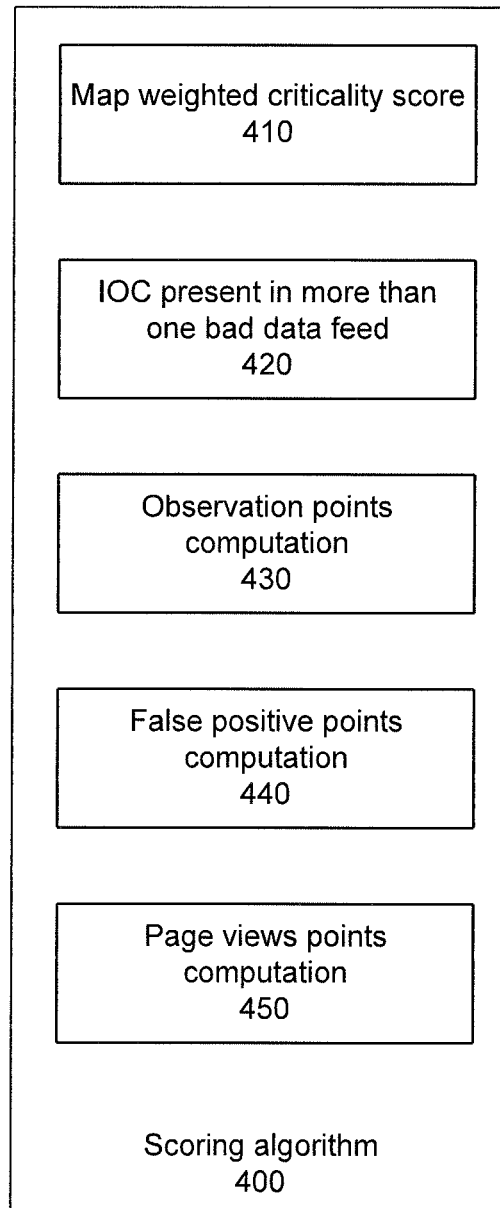 Map weighted criticality score
410
IOC present in more than
one bad data feed
420
Observation points
computation
430
False positive points
computation
440
Page views points
computation
450
Scoring algorithm
400